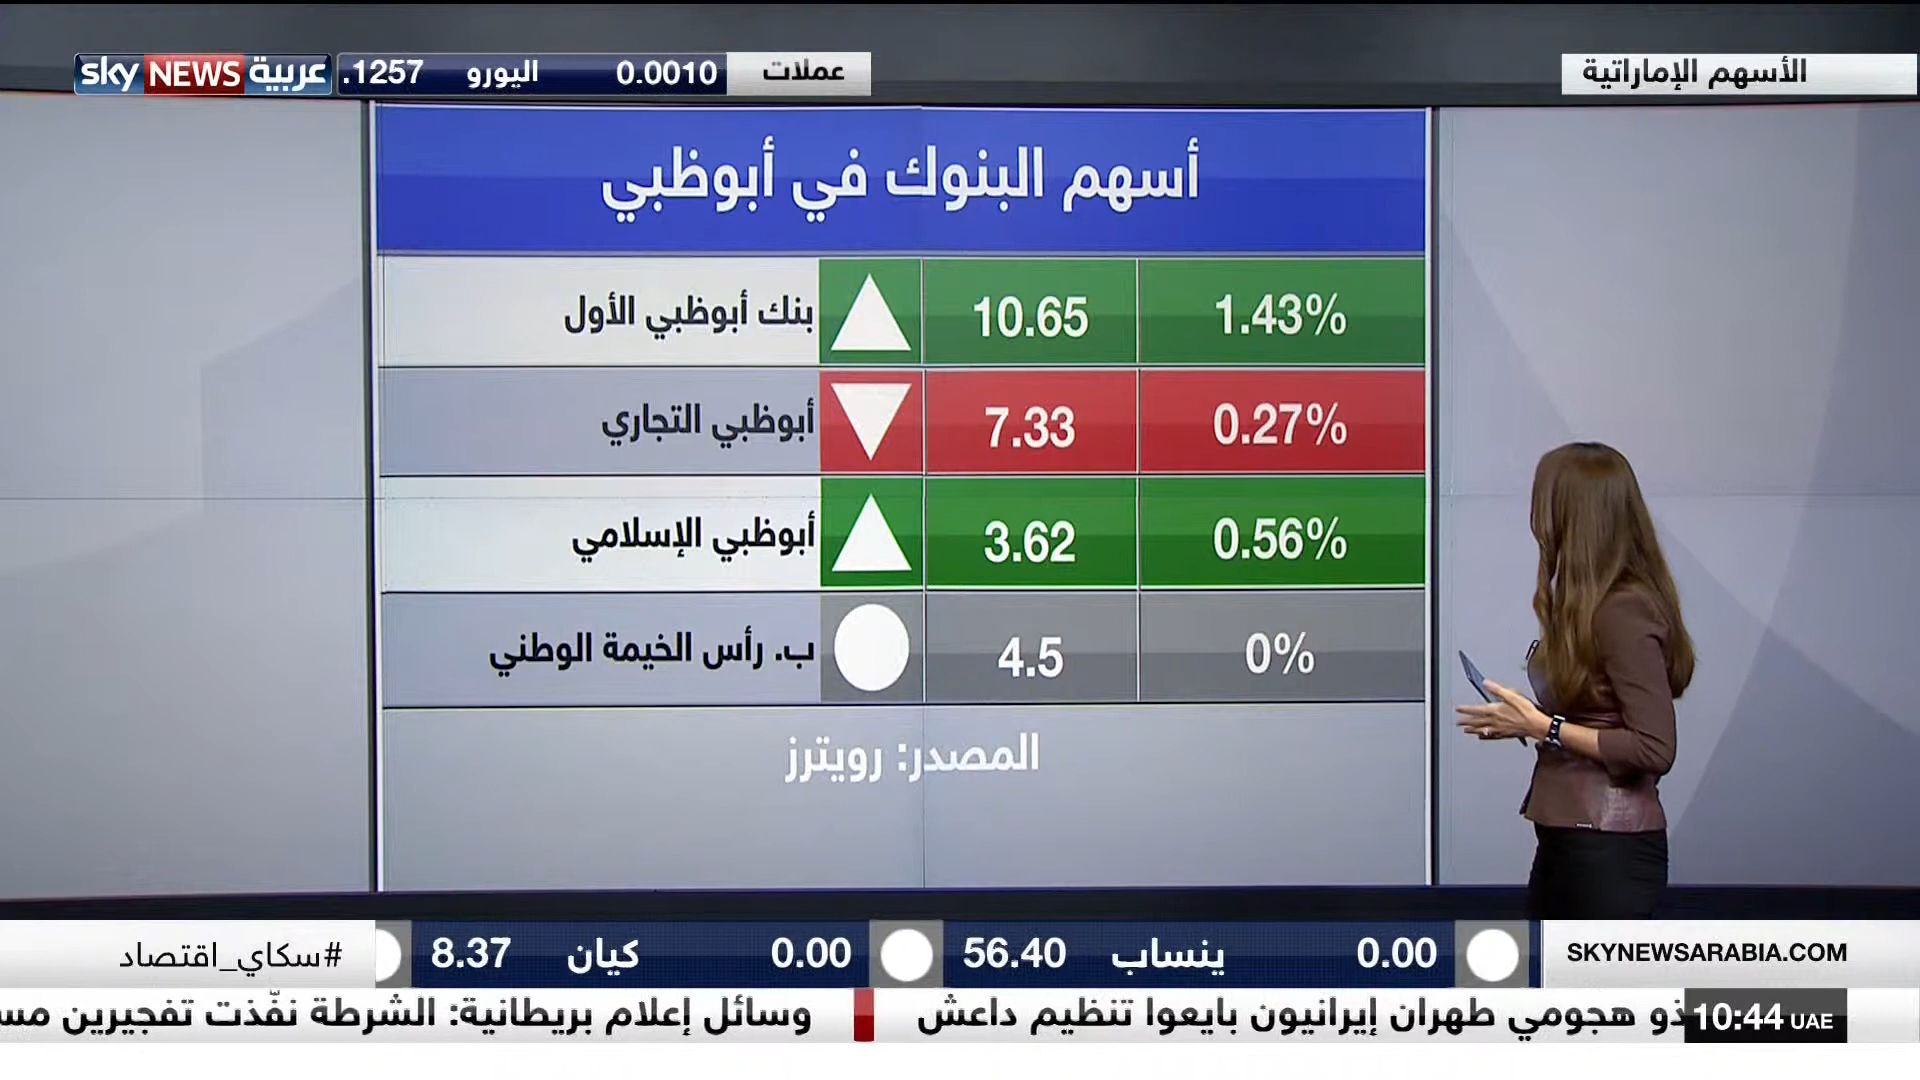 الأسهم الإماراتية
عملات 0.0010 اليورو 1257.
sky NEWS عربية
أسهم البنوك في أبوظبي
بنك أبوظبي الأول 10.65 1.43%
أبوظبي التجاري 7.33 0.27%
أبوظبي الإسلامي 3.62 0.56%
ب. رأس الخيمة الوطني 4.5 0%
المصدر: رويترز
SKYNEWSARABIA.COM
0.00 ينساب 56.40 0.00 كيان 8.37
#سكاي_اقتصاد
10:44 UAE
هجومي طهران إيرانيون بايعوا تنظيم داعش
وسائل إعلام بريطانية: الشرطة نفّذت تفجيرين